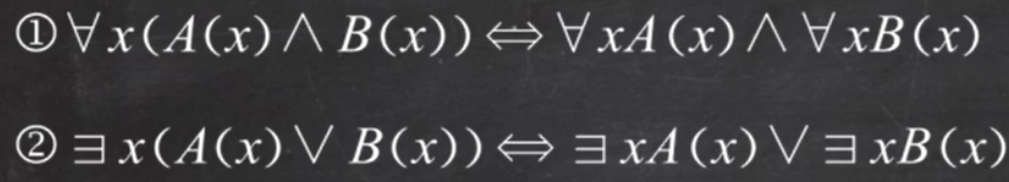 ①∀x(A(x)∧B(x))⇔∀xA(x)∧∀xB(x)
②∃x(A(x)∨B(x))⇔∃xA(x)∨∃xB(x)